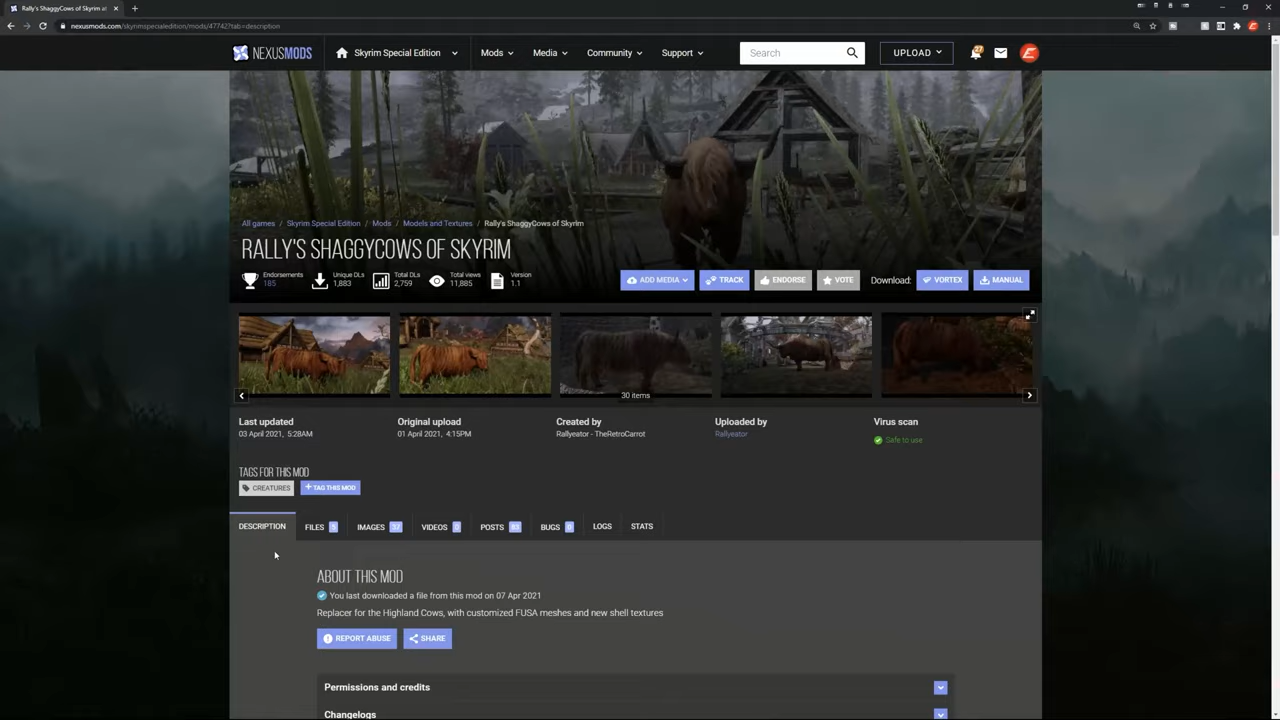 Rally's ShaggyCows of Skyrim at
nexusmods.com/skyrimspecialedition/mods/47742?tab=description
NEXUSMODS
Skyrim Special Edition
Mods
Media
Community
Support
Search
UPLOAD
27
All games / Skyrim Special Edition / Mods / Models and Textures / Rally's ShaggyCows of Skyrim
RALLY'S SHAGGYCOWS OF SKYRIM
Endorsements
185
Unique DLs
1,883
Total DLs
2,759
Total views
11,885
Version
1.1
ADD MEDIA
TRACK
ENDORSE
VOTE
Download:
VORTEX
MANUAL
30 items
Last updated
03 April 2021, 5:28AM
Original upload
01 April 2021, 4:15PM
Created by
Rallyeator - TheRetroCarrot
Uploaded by
Rallyeator
Virus scan
Safe to use
TAGS FOR THIS MOD
CREATURES
+ TAG THIS MOD
DESCRIPTION
FILES 5
IMAGES 37
VIDEOS 0
POSTS 83
BUGS 0
LOGS
STATS
ABOUT THIS MOD
You last downloaded a file from this mod on 07 Apr 2021
Replacer for the Highland Cows, with customized FUSA meshes and new shell textures
REPORT ABUSE
SHARE
Permissions and credits
Changelogs